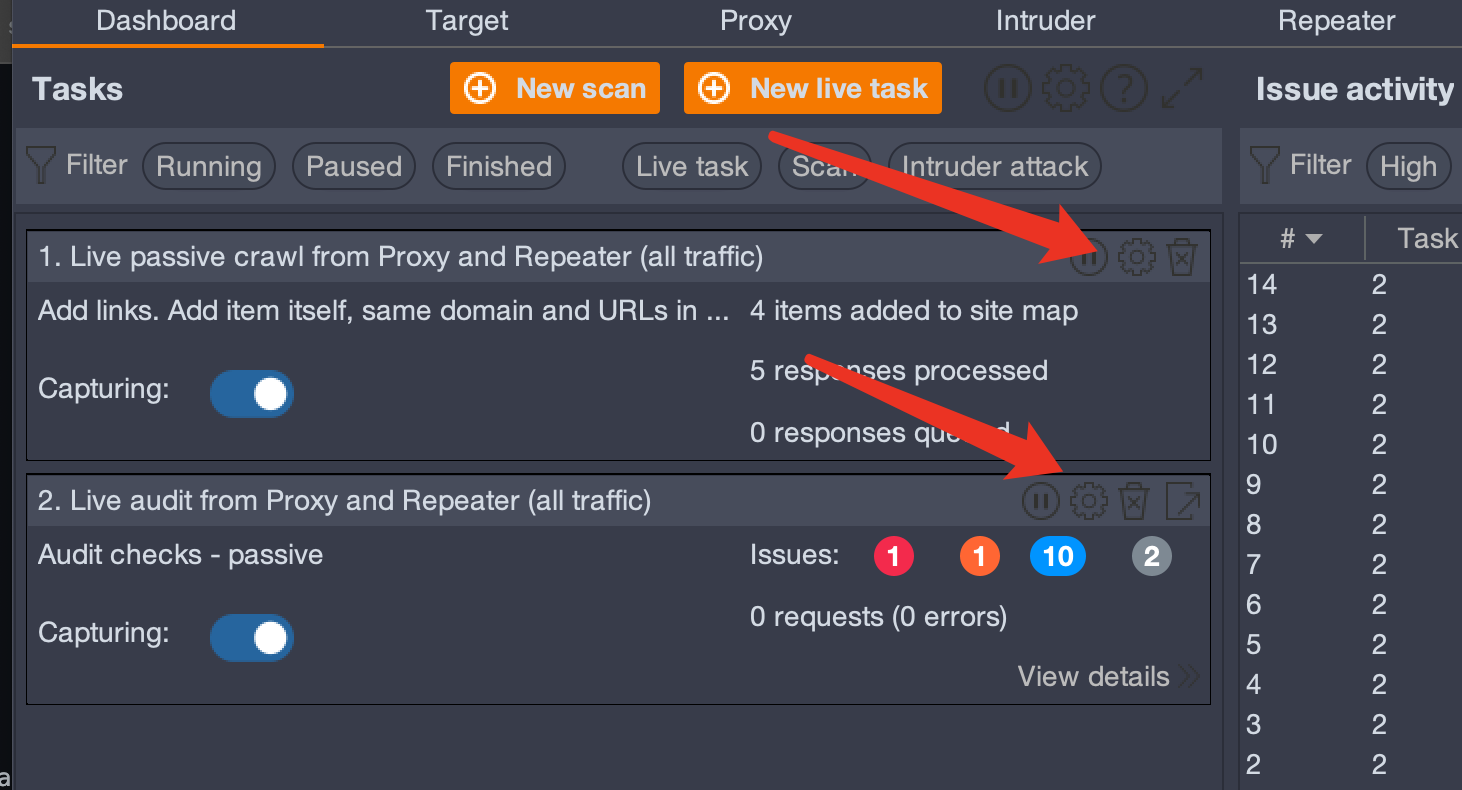 Dashboard Target Proxy Intruder Repeater
Tasks New scan New live task ? Issue activity
Filter Running Paused Finished Live task Scan Intruder attack Filter High
# Task
1. Live passive crawl from Proxy and Repeater (all traffic)
Add links. Add item itself, same domain and URLs in ... 4 items added to site map
5 responses processed
Capturing:
0 responses queued
2. Live audit from Proxy and Repeater (all traffic)
Audit checks - passive Issues: 1 1 10 2
0 requests (0 errors)
Capturing:
View details
14 2
13 2
12 2
11 2
10 2
9 2
8 2
7 2
6 2
5 2
4 2
3 2
2 2